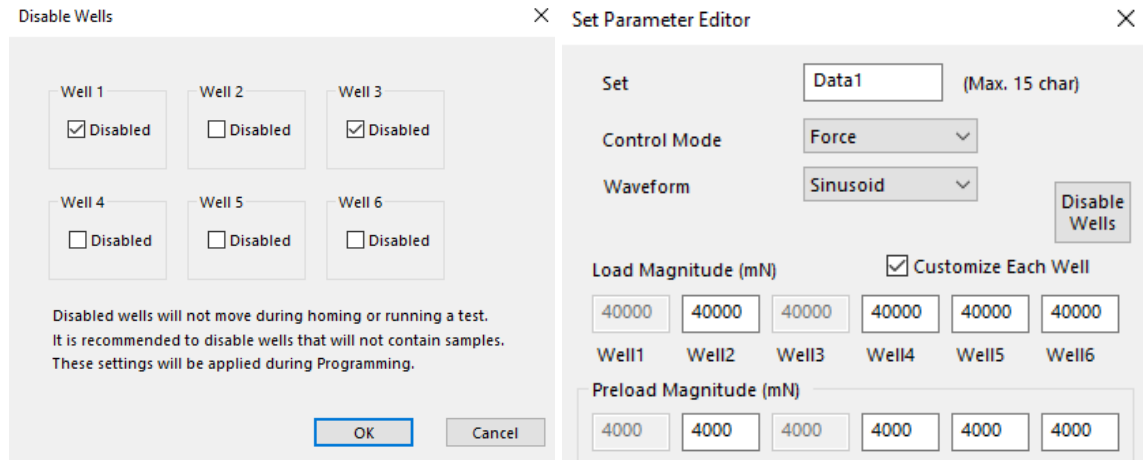 Disable Wells
Well 1 Well 2 Well 3
Disabled Disabled Disabled
Well 4 Well 5 Well 6
Disabled Disabled Disabled
Disabled wells will not move during homing or running a test.
It is recommended to disable wells that will not contain samples.
These settings will be applied during Programming.
OK Cancel
Set Parameter Editor
Set Data1 (Max. 15 char)
Control Mode Force
Waveform Sinusoid
Disable
Wells
Load Magnitude (mN) Customize Each Well
40000 40000 40000 40000 40000 40000
Well1 Well2 Well3 Well4 Well5 Well6
Preload Magnitude (mN)
4000 4000 4000 4000 4000 4000